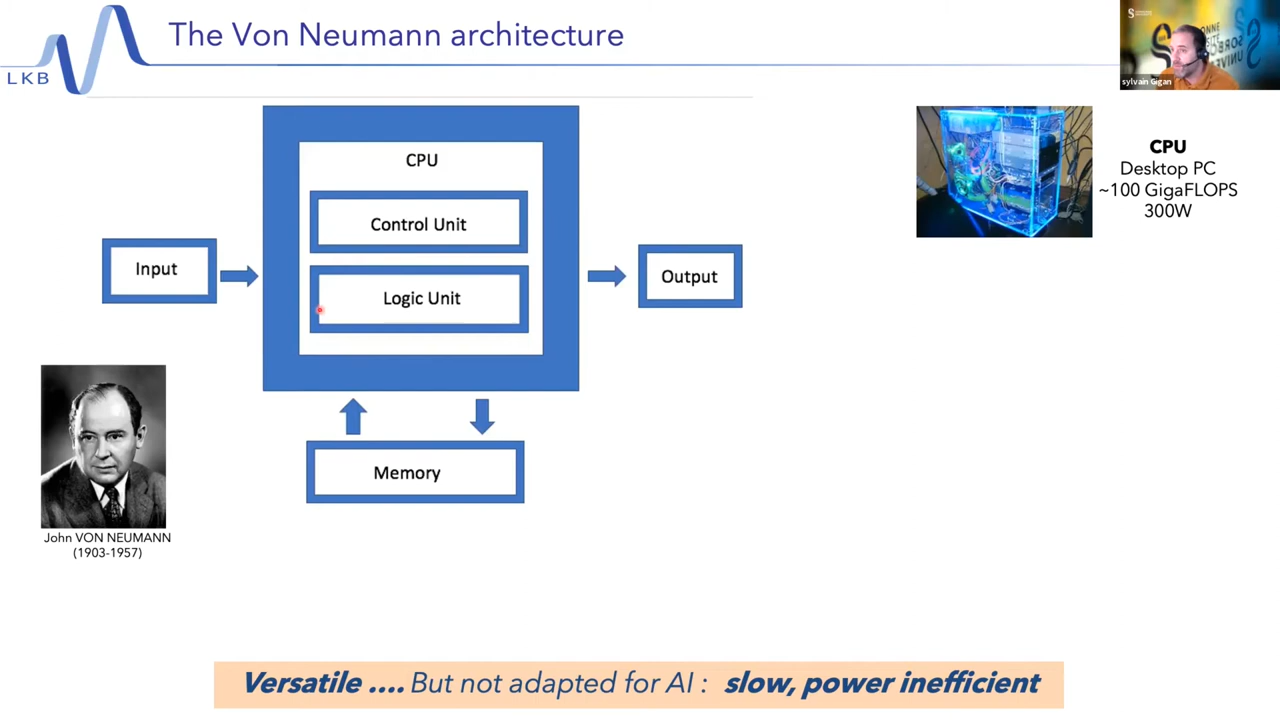 The Von Neumann architecture
LKB
sylvain Gigan
CPU
Control Unit
Logic Unit
Input
Output
Memory
CPU
Desktop PC
~100 GigaFLOPS
300W
John VON NEUMANN
(1903-1957)
Versatile .... But not adapted for AI : slow, power inefficient